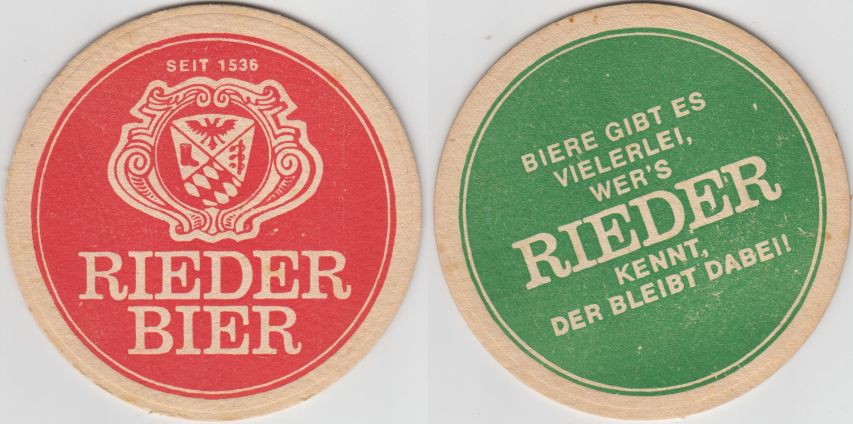 SEIT 1536
RIEDER
BIER
BIERE GIBT ES
VIELERLEI,
WER'S
RIEDER
KENNT,
DER BLEIBT DABEI!